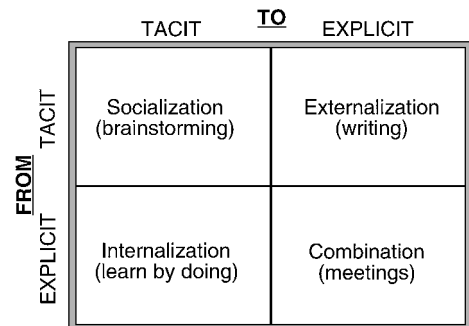 TO
TACIT
EXPLICIT
FROM
TACIT
Socialization
(brainstorming)
Externalization
(writing)
EXPLICIT
Internalization
(learn by doing)
Combination
(meetings)